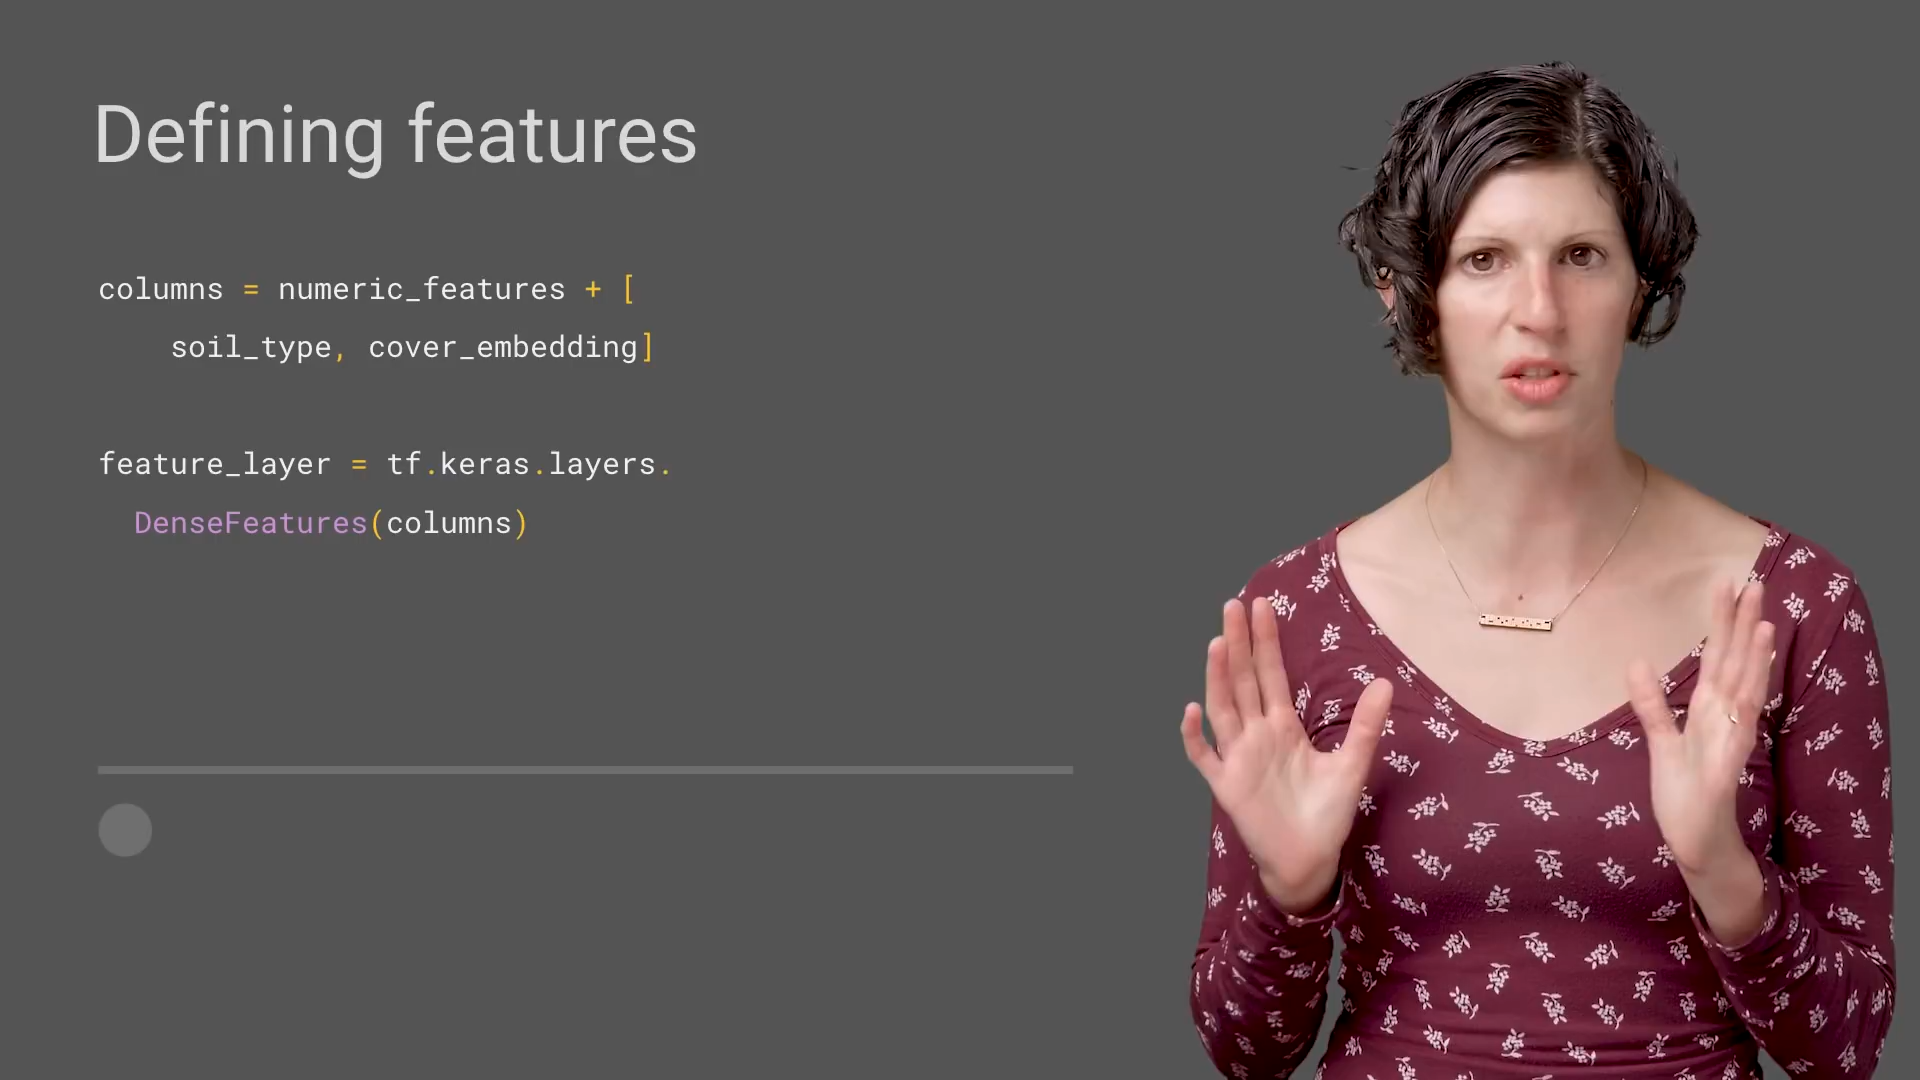 Defining features
columns = numeric_features + [
soil_type, cover_embedding]
feature_layer = tf.keras.layers.
DenseFeatures(columns)